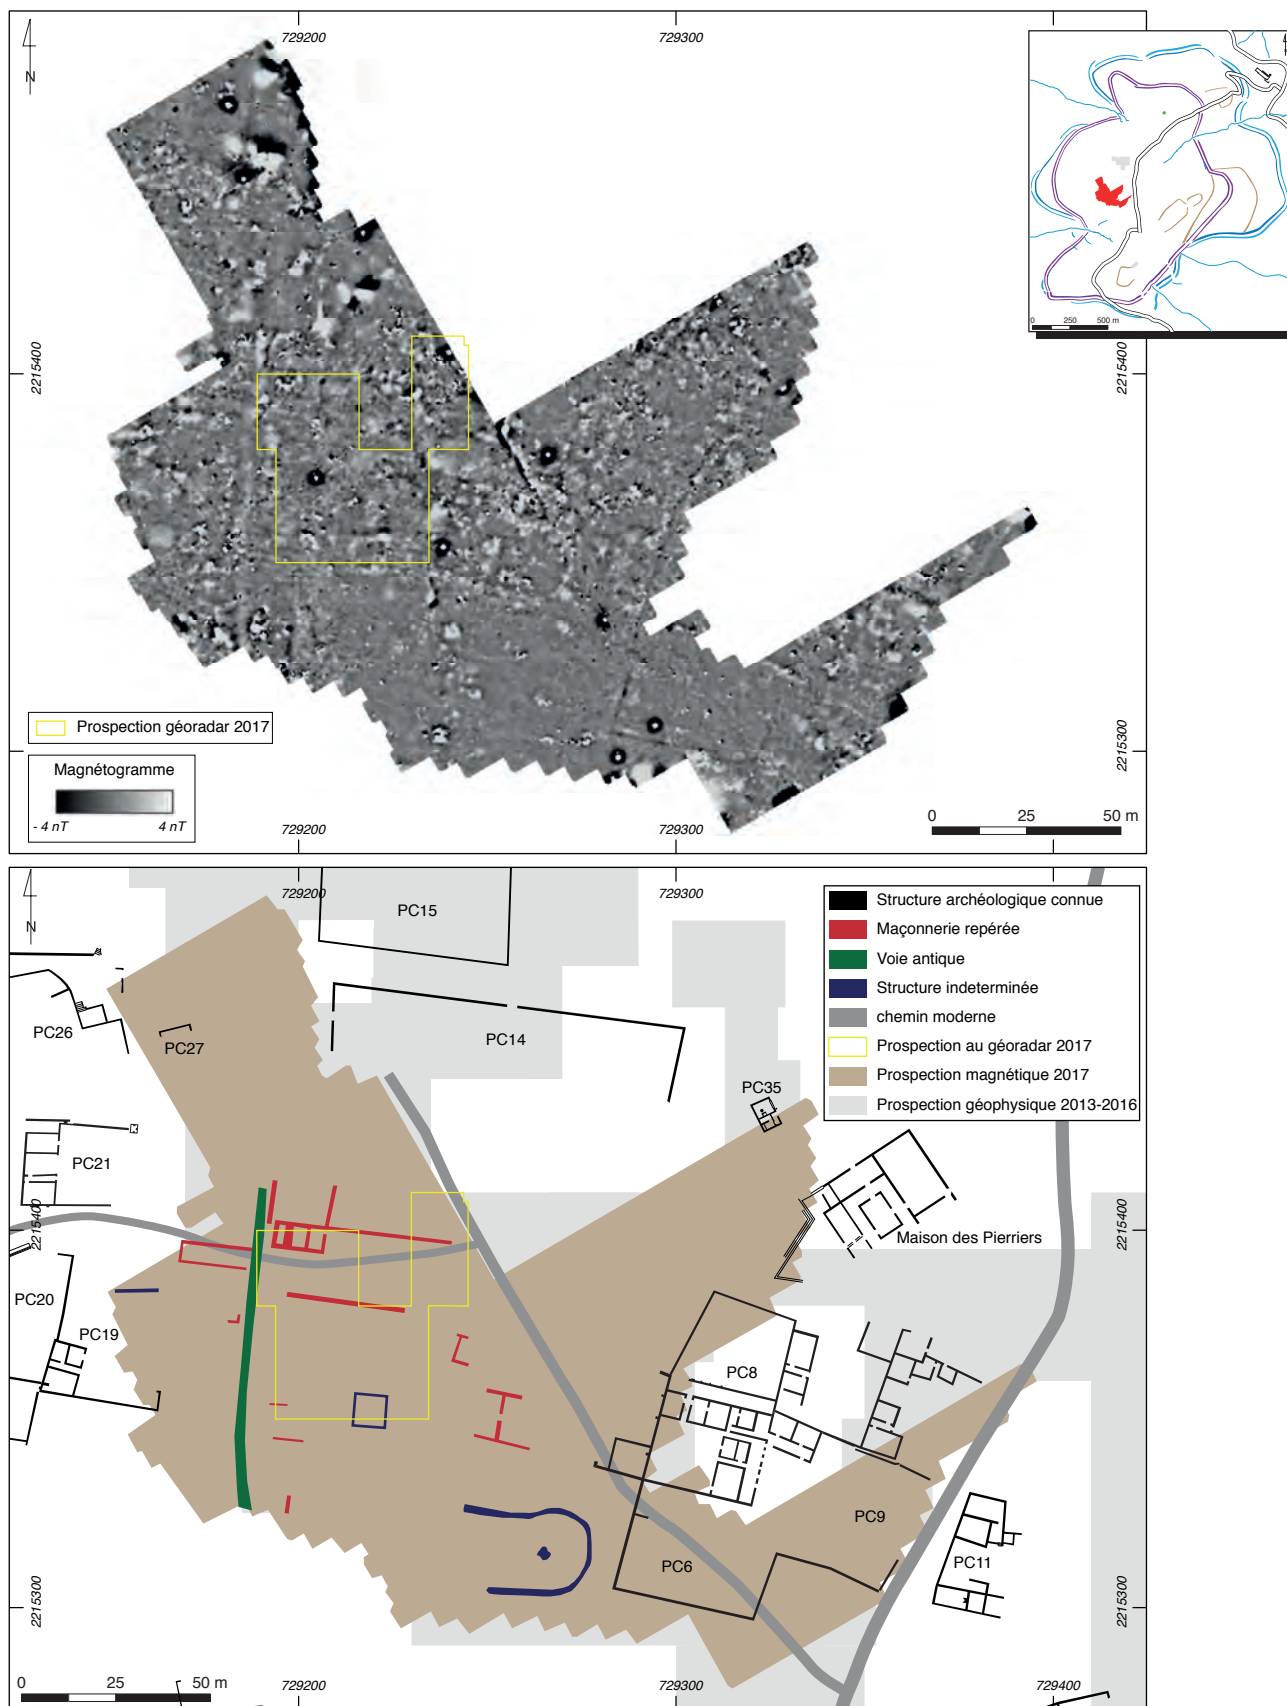 729200
729300
N
2215400
2215400
0 250 500 m
Prospection géoradar 2017
Magnétogramme
- 4 nT 4 nT
2215300
2215300
729200
729300
0 25 50 m
729200
729300
N
PC15
Structure archéologique connue
Maçonnerie repérée
Voie antique
Structure indeterminée
chemin moderne
Prospection au géoradar 2017
Prospection magnétique 2017
Prospection géophysique 2013-2016
PC26
PC27
PC14
PC35
PC21
2215400
2215400
Maison des Pierriers
PC20
PC19
PC8
PC9
PC6
PC11
2215300
2215300
0 25 50 m
729200
729300
729400